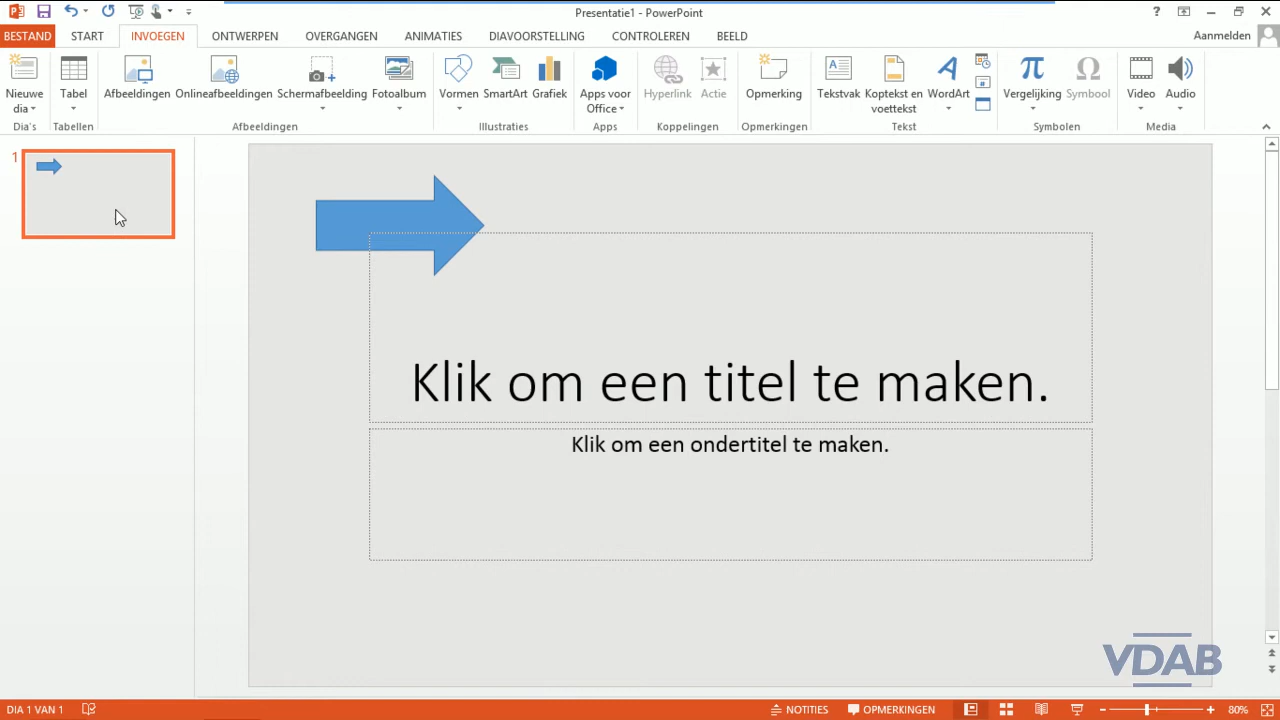 Presentatie1 - PowerPoint
?
BESTAND START INVOEGEN ONTWERPEN OVERGANGEN ANIMATIES DIAVOORSTELLING CONTROLEREN BEELD Aanmelden
Nieuwe dia
Tabel
Afbeeldingen
Onlineafbeeldingen
Schermafbeelding
Fotoalbum
Vormen
SmartArt
Grafiek
Apps voor Office
Hyperlink
Actie
Opmerking
Tekstvak
Koptekst en voettekst
WordArt
Vergelijking
Symbool
Video
Audio
Dia's Tabellen Afbeeldingen Illustraties Apps Koppelingen Opmerkingen Tekst Symbolen Media
1
Klik om een titel te maken.
Klik om een ondertitel te maken.
VDAB
DIA 1 VAN 1 NOTITIES OPMERKINGEN 80%